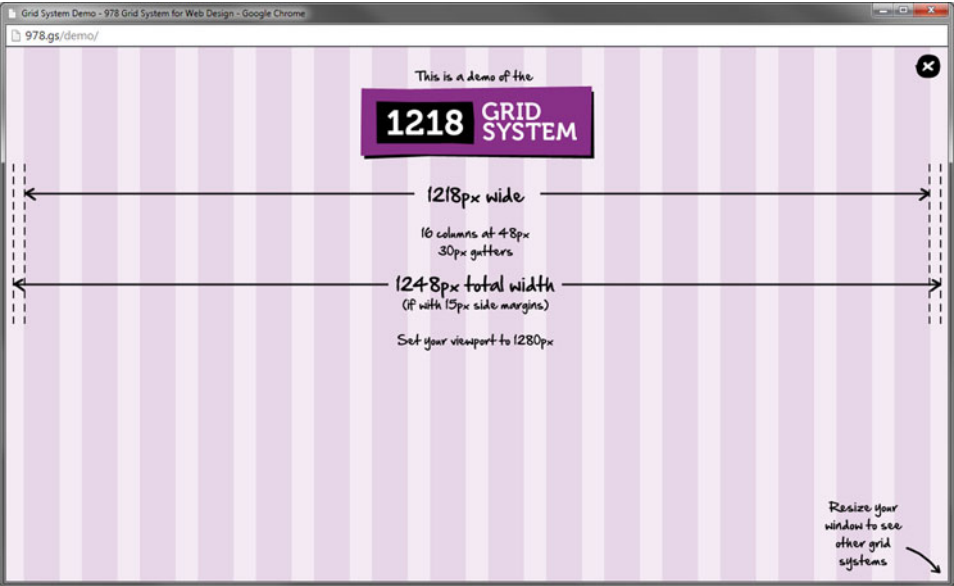 Grid System Demo - 978 Grid System for Web Design - Google Chrome
978.gs/demo/
This is a demo of the
1218 GRID SYSTEM
1218px wide
16 columns at 48px
30px gutters
1248px total width
(if with 15px side margins)
Set your viewport to 1280px
Resize your
window to see
other grid
systems